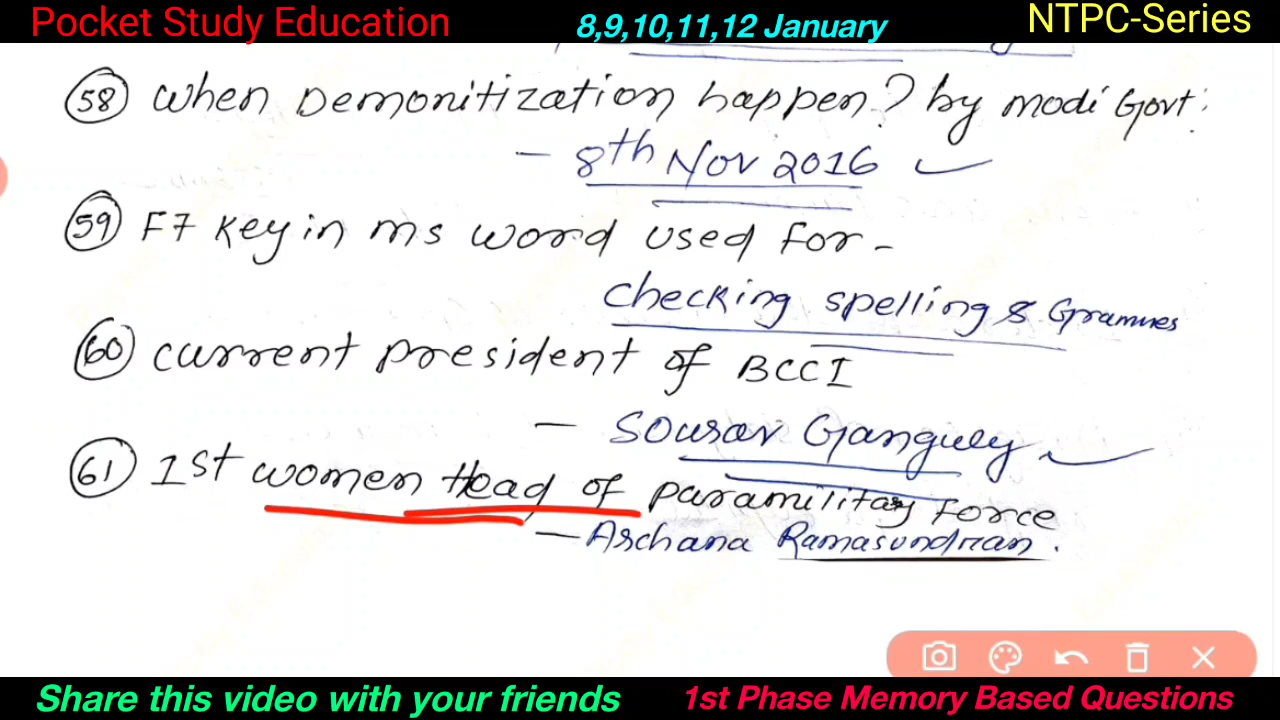 Pocket Study Education
8,9,10,11,12 January
NTPC-Series
58 When Demonitization happen? by modi Govt:
- 8th Nov 2016
59 F7 Key in ms word used for -
checking spelling &
60 current president of BCCI
- Sourav Ganguly
61 1st women Head of paramilitary force
- Archana Ramasundran.
Share this video with your friends
1st Phase Memory Based Questions